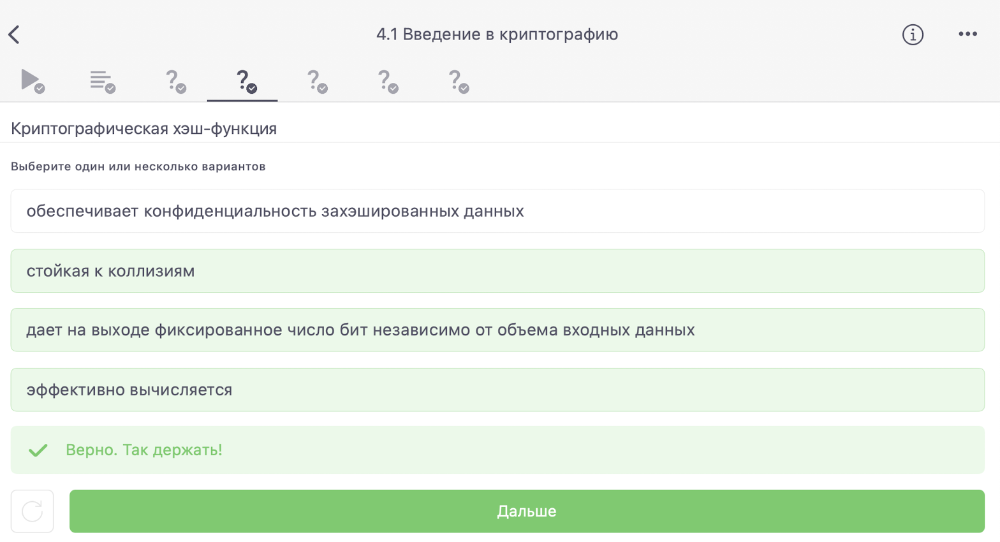 4.1 Введение в криптографию
Криптографическая хэш-функция
Выберите один или несколько вариантов
обеспечивает конфиденциальность захэшированных данных
стойкая к коллизиям
дает на выходе фиксированное число бит независимо от объема входных данных
эффективно вычисляется
Верно. Так держать!
Дальше